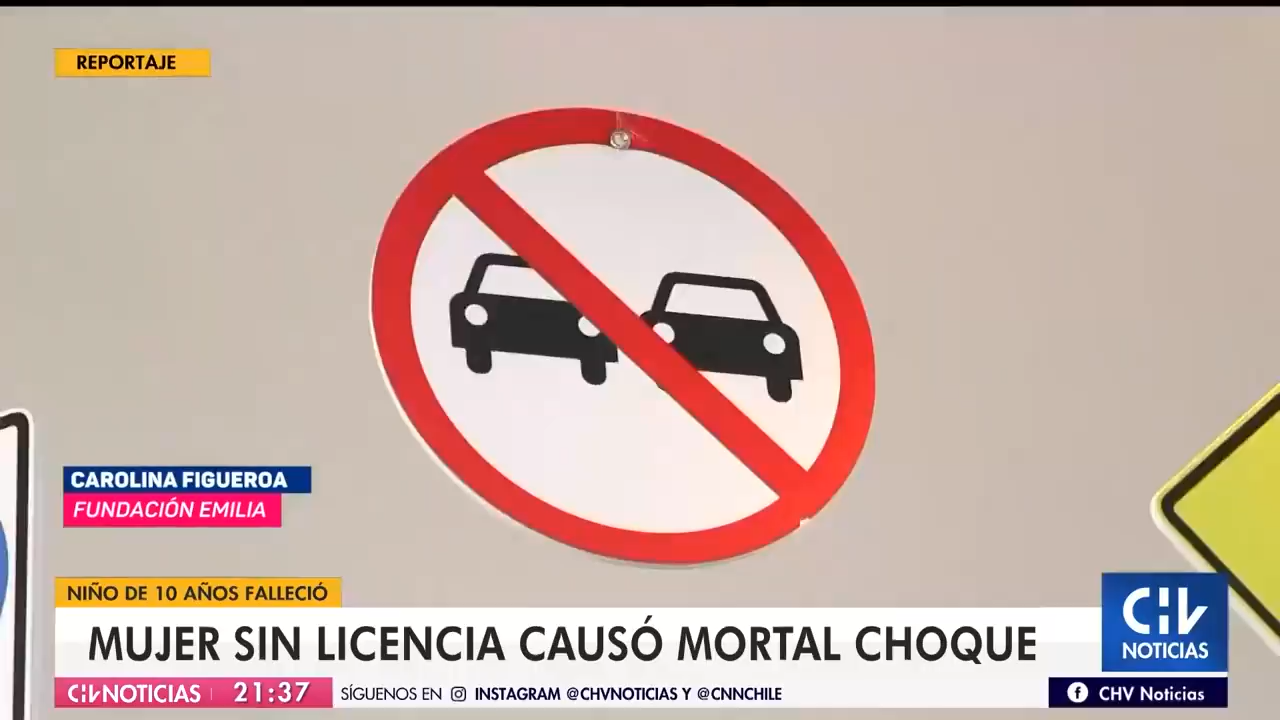 REPORTAJE
CAROLINA FIGUEROA
FUNDACIÓN EMILIA
NIÑO DE 10 AÑOS FALLECIÓ
MUJER SIN LICENCIA CAUSÓ MORTAL CHOQUE
CHV
NOTICIAS
CHVNOTICIAS 21:37 SÍGUENOS EN INSTAGRAM @CHVNOTICIAS Y @CNNCHILE
CHV Noticias